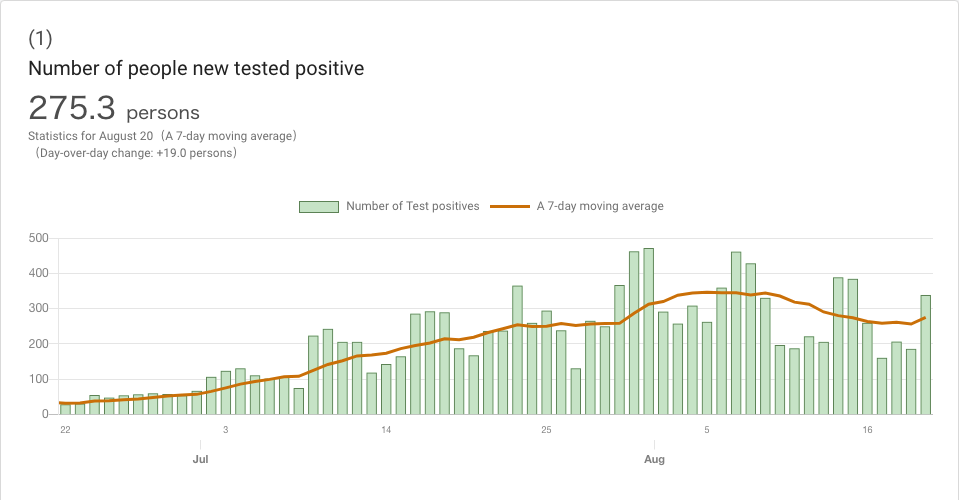 (1)
Number of people new tested positive
275.3 persons
Statistics for August 20（A 7-day moving average）
（Day-over-day change: +19.0 persons）
Number of Test positives A 7-day moving average
500
400
300
200
100
0
22 3 14 25 5 16
Jul Aug